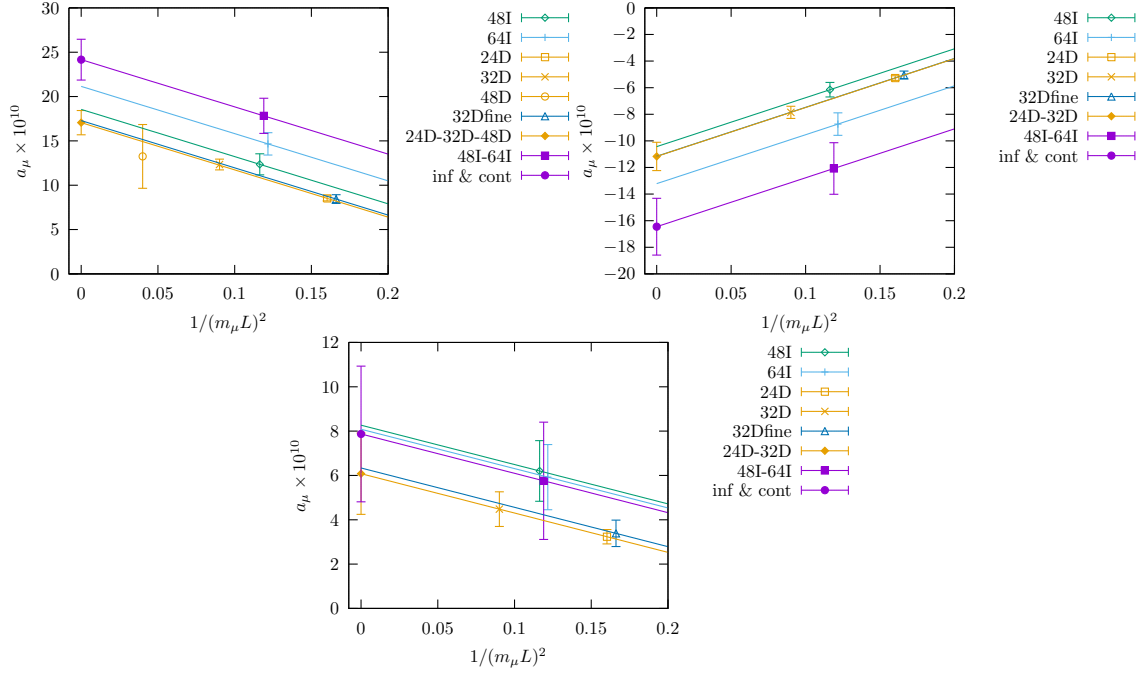 30
25
20
15
10
5
0
0
0.05
0.1
0.15
0.2
a_μ × 10^10
1/(m_μL)^2
48I
64I
24D
32D
48D
32Dfine
24D-32D-48D
48I-64I
inf & cont
0
−2
−4
−6
−8
−10
−12
−14
−16
−18
−20
0
0.05
0.1
0.15
0.2
a_μ × 10^10
1/(m_μL)^2
48I
64I
24D
32D
32Dfine
24D-32D
48I-64I
inf & cont
12
10
8
6
4
2
0
0
0.05
0.1
0.15
0.2
a_μ × 10^10
1/(m_μL)^2
48I
64I
24D
32D
32Dfine
24D-32D
48I-64I
inf & cont